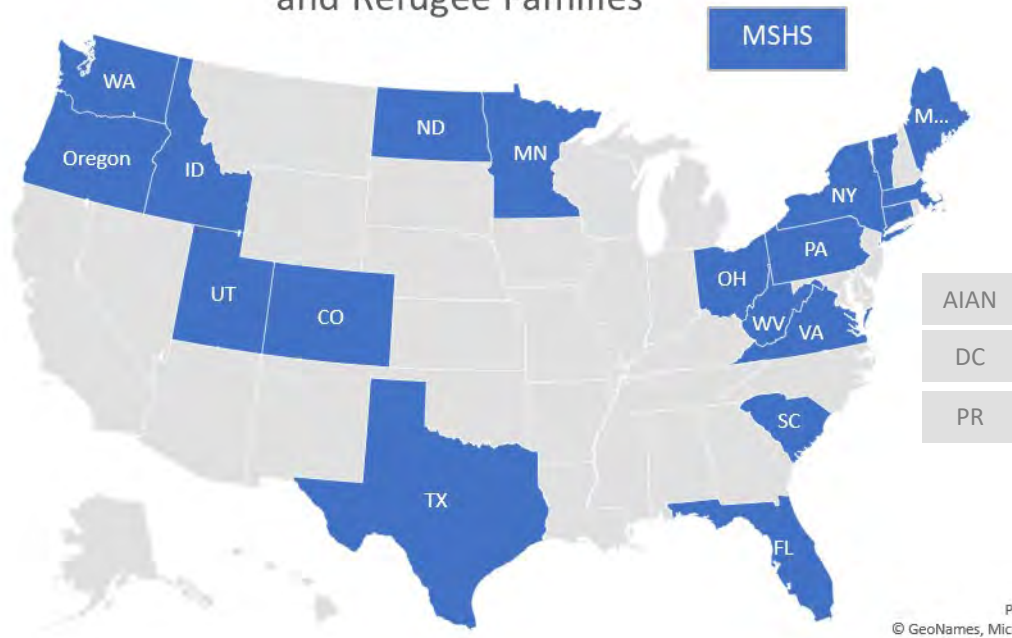 and Refugee Families
MSHS
WA
Oregon
ID
ND
MN
M...
NY
PA
OH
WV
VA
UT
CO
AIAN
DC
PR
SC
TX
FL
P
© GeoNames, Mic